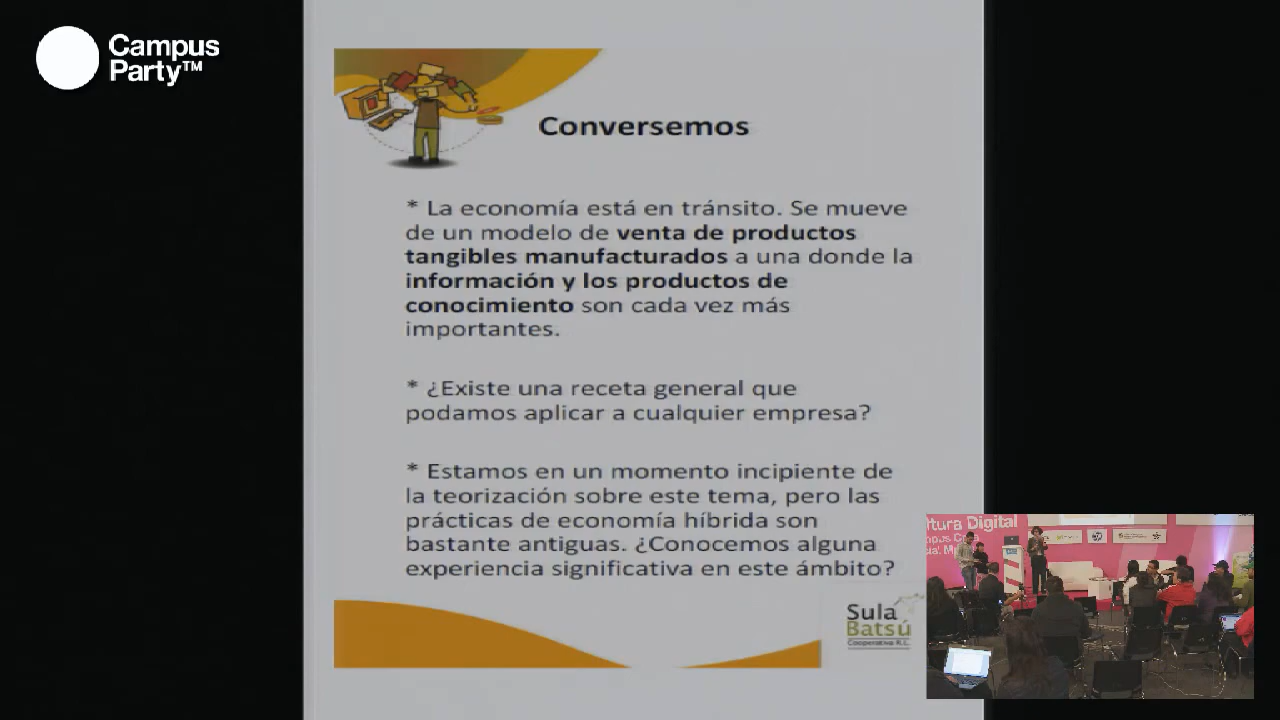 Campus
Party™
Conversemos
* La economía está en tránsito. Se mueve
de un modelo de venta de productos
tangibles manufacturados a una donde la
información y los productos de
conocimiento son cada vez más
importantes.
* ¿Existe una receta general que
podamos aplicar a cualquier empresa?
* Estamos en un momento incipiente de
la teorización sobre este tema, pero las
prácticas de economía híbrida son
bastante antiguas. ¿Conocemos alguna
experiencia significativa en este ámbito?
Sula
Batsú
Cooperativa R.L.
ltura Digital